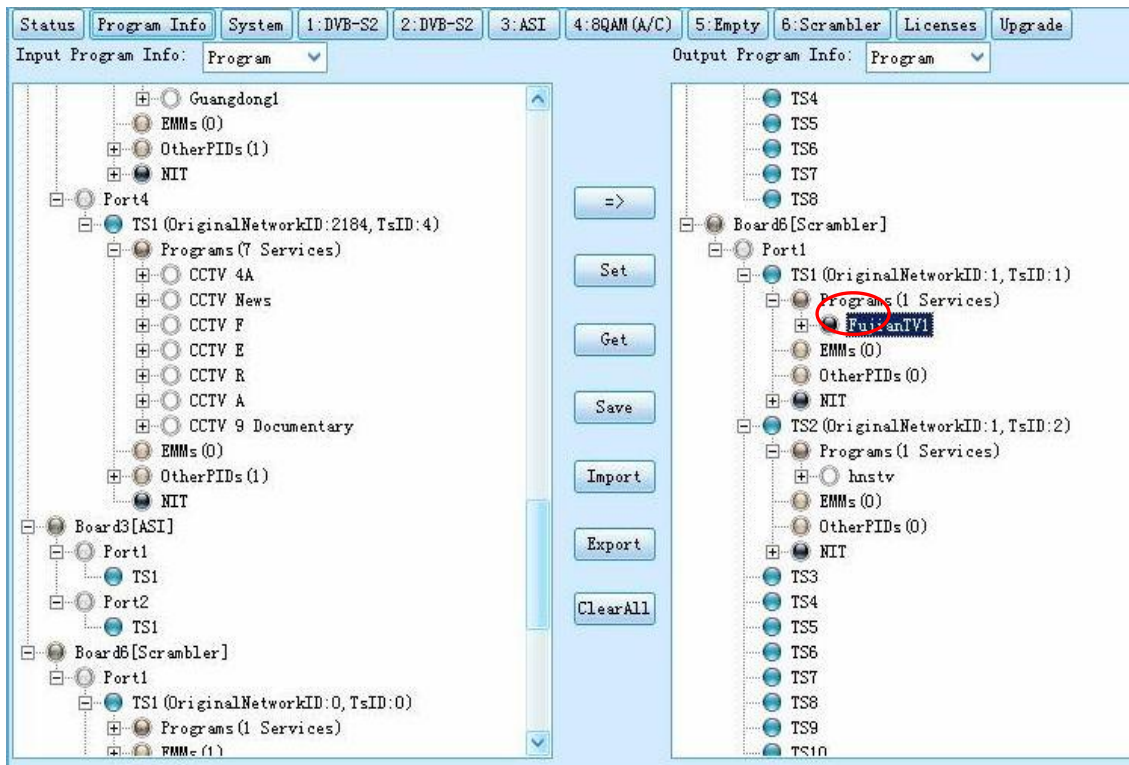 Status Program Info System 1:DVB-S2 2:DVB-S2 3:ASI 4:8QAM(A/C) 5:Empty 6:Scrambler Licenses Upgrade
Input Program Info: Program
Output Program Info: Program
Guangdong1
EMMs(0)
OtherPIDs(1)
NIT
Port4
TS1(OriginalNetworkID:2184,TsID:4)
Programs(7 Services)
CCTV 4A
CCTV News
CCTV F
CCTV E
CCTV R
CCTV A
CCTV 9 Documentary
EMMs(0)
OtherPIDs(1)
NIT
Board3[ASI]
Port1
TS1
Port2
TS1
Board6[Scrambler]
Port1
TS1(OriginalNetworkID:0,TsID:0)
Programs(1 Services)
EMMs(1)
=>
Set
Get
Save
Import
Export
ClearAll
TS4
TS5
TS6
TS7
TS8
Board6[Scrambler]
Port1
TS1(OriginalNetworkID:1,TsID:1)
Programs(1 Services)
FujianTV1
EMMs(0)
OtherPIDs(0)
NIT
TS2(OriginalNetworkID:1,TsID:2)
Programs(1 Services)
hnstv
EMMs(0)
OtherPIDs(0)
NIT
TS3
TS4
TS5
TS6
TS7
TS8
TS9
TS10